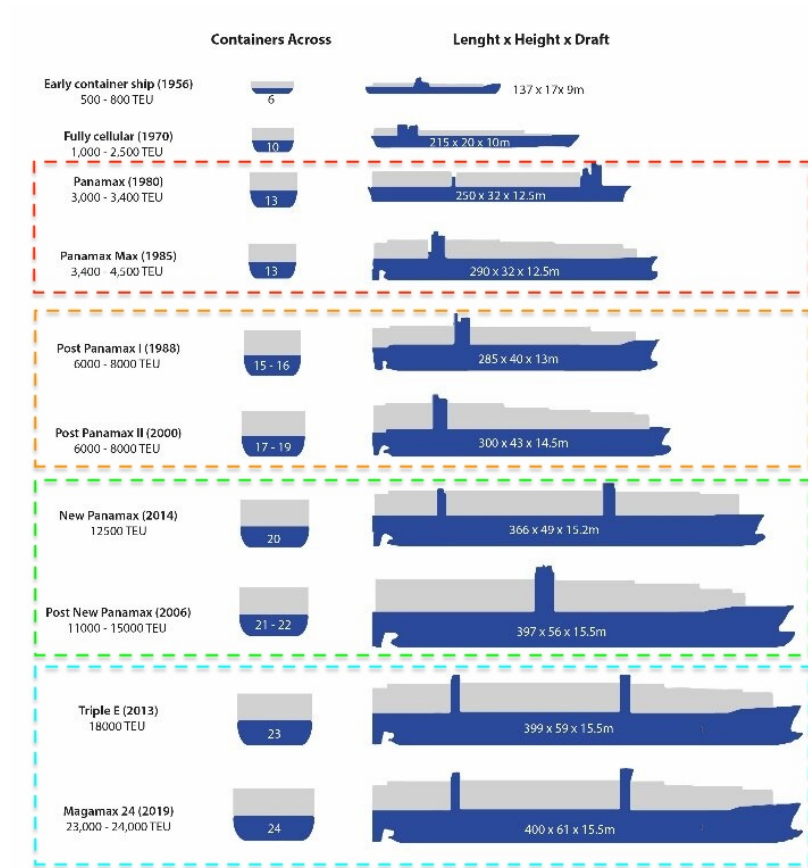 Containers Across
Lenght x Height x Draft
Early container ship (1956)
500 - 800 TEU
6
137 x 17x 9m
Fully cellular (1970)
1,000 - 2,500 TEU
10
215 x 20 x 10m
Panamax (1980)
3,000 - 3,400 TEU
13
250 x 32 x 12.5m
Panamax Max (1985)
3,400 - 4,500 TEU
13
290 x 32 x 12.5m
Post Panamax I (1988)
6000 - 8000 TEU
15 - 16
285 x 40 x 13m
Post Panamax II (2000)
6000 - 8000 TEU
17 - 19
300 x 43 x 14.5m
New Panamax (2014)
12500 TEU
20
366 x 49 x 15.2m
Post New Panamax (2006)
11000 - 15000 TEU
21 - 22
397 x 56 x 15.5m
Triple E (2013)
18000 TEU
23
399 x 59 x 15.5m
Magamax 24 (2019)
23,000 - 24,000 TEU
24
400 x 61 x 15.5m